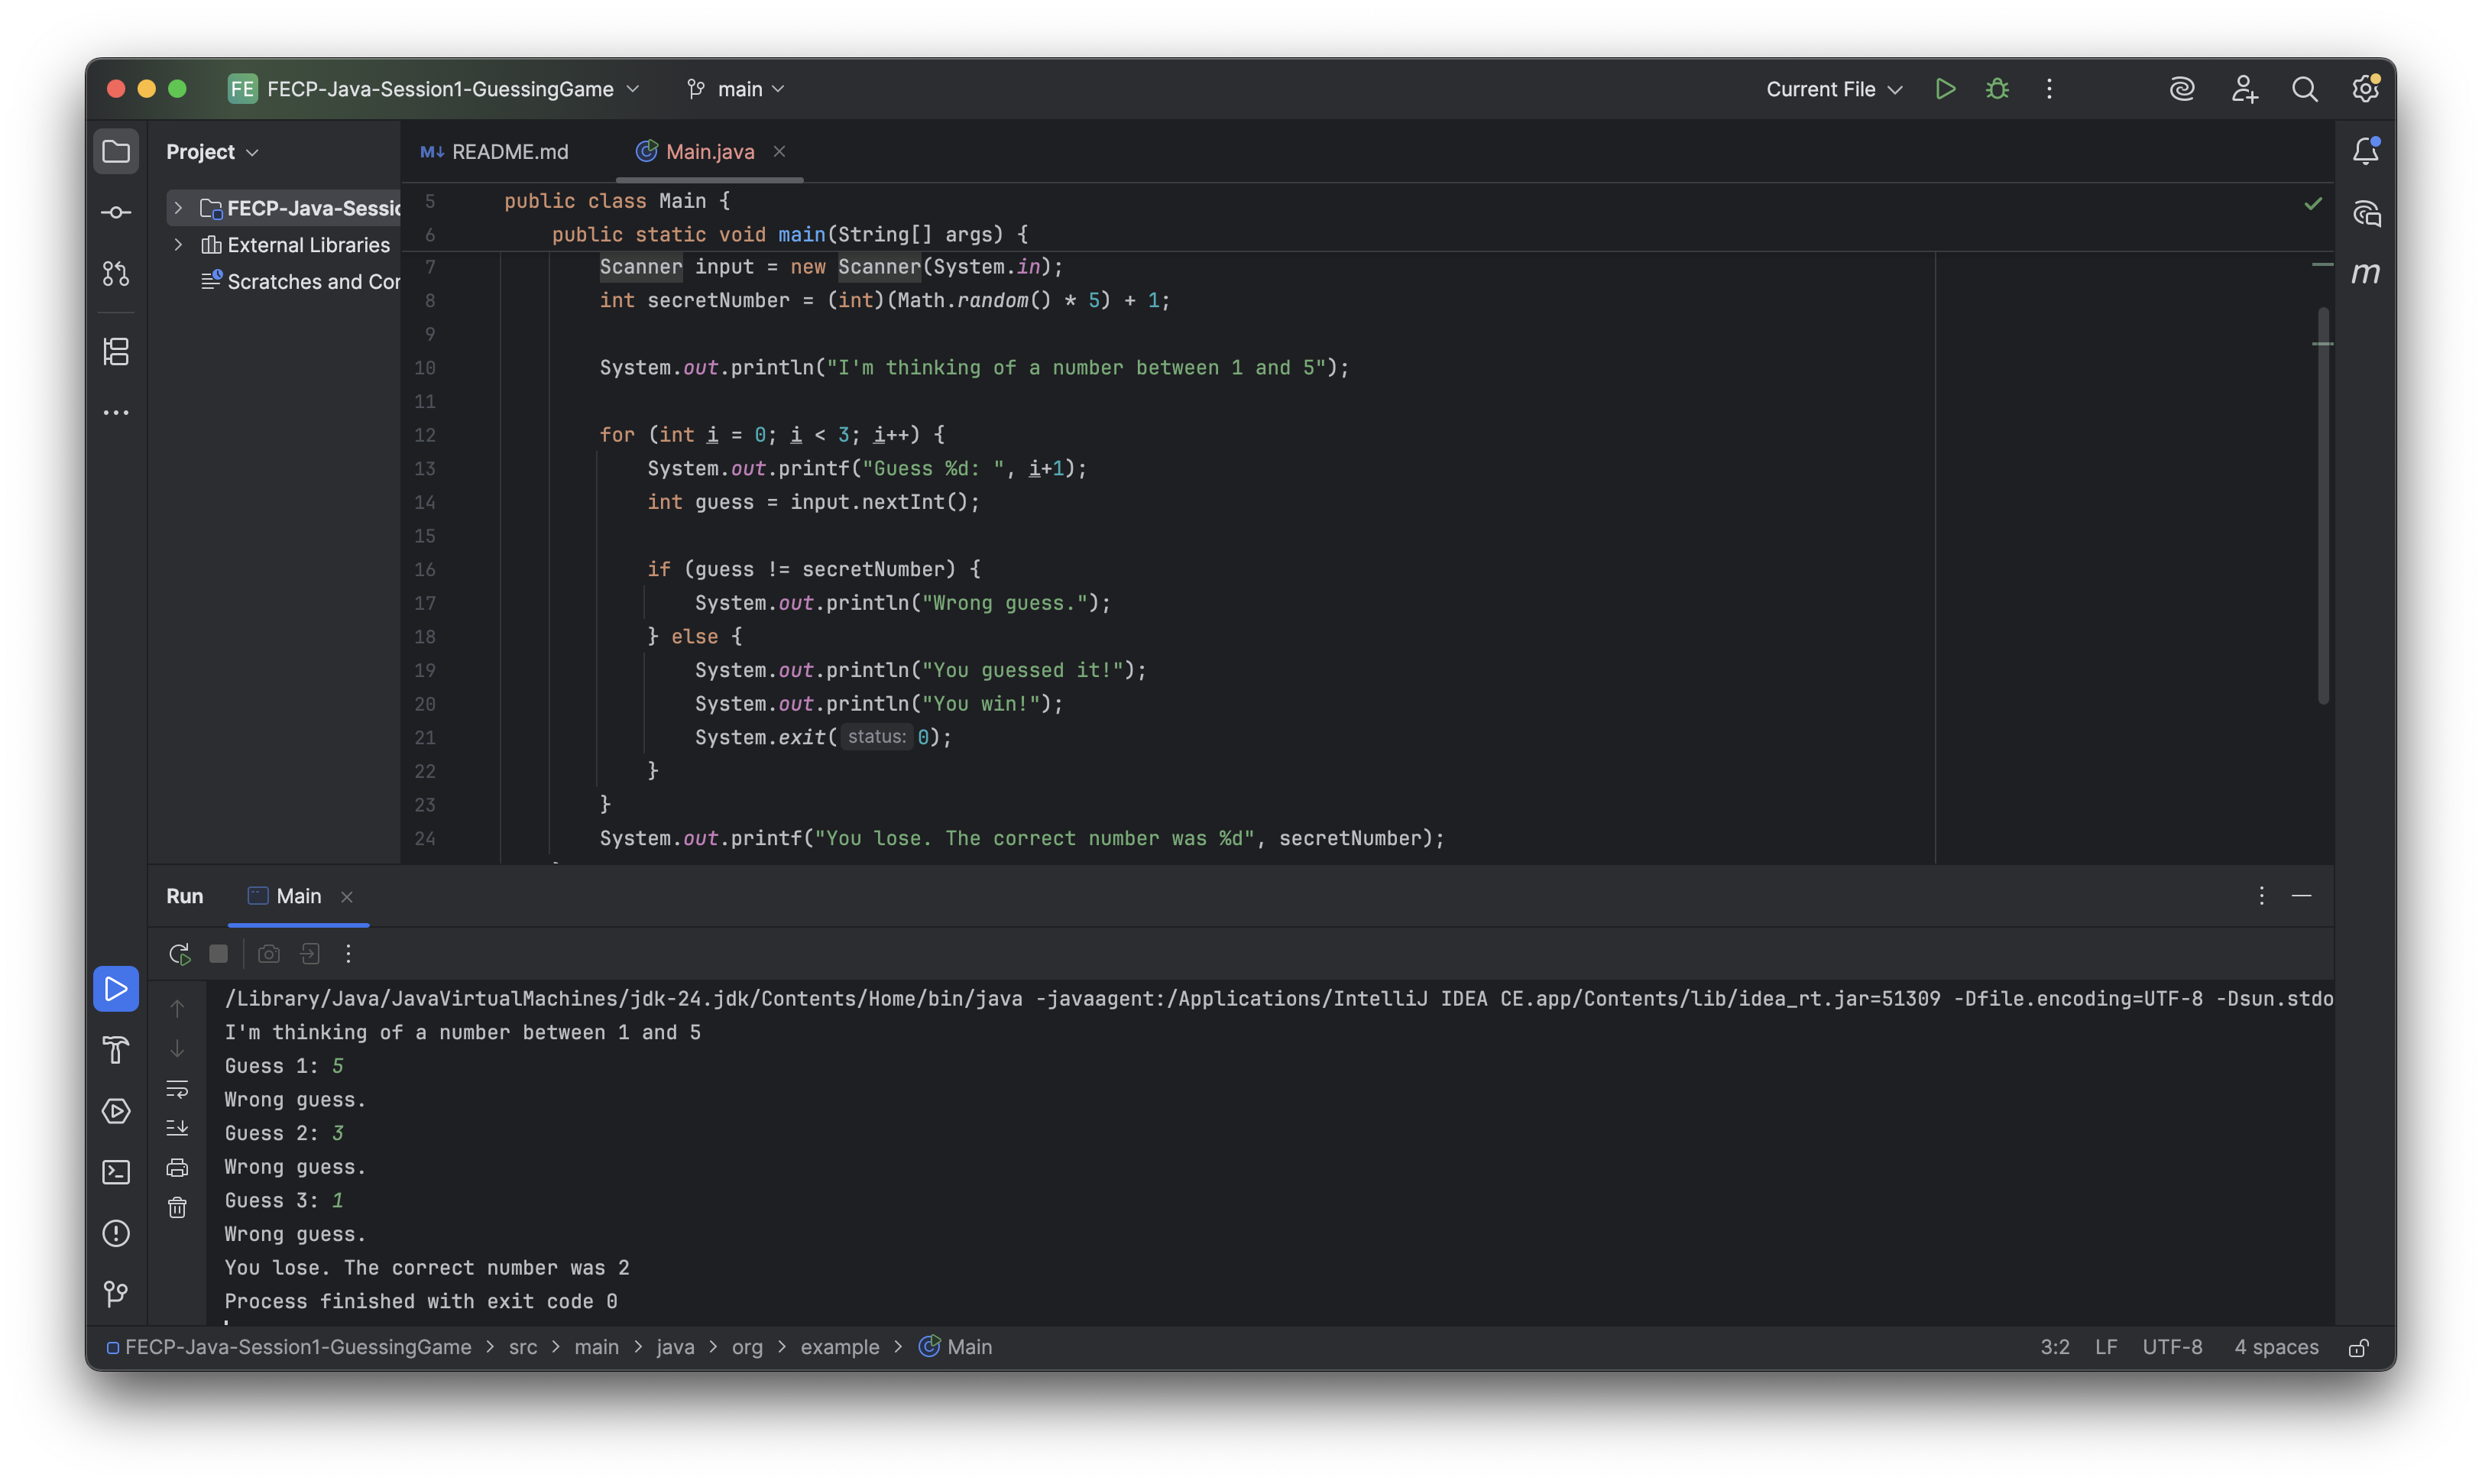 FE FECP-Java-Session1-GuessingGame main Current File
Project
README.md Main.java
FECP-Java-Sessio
External Libraries
Scratches and Con
5 public class Main {
6 public static void main(String[] args) {
7 Scanner input = new Scanner(System.in);
8 int secretNumber = (int)(Math.random() * 5) + 1;
9
10 System.out.println("I'm thinking of a number between 1 and 5");
11
12 for (int i = 0; i < 3; i++) {
13 System.out.printf("Guess %d: ", i+1);
14 int guess = input.nextInt();
15
16 if (guess != secretNumber) {
17 System.out.println("Wrong guess.");
18 } else {
19 System.out.println("You guessed it!");
20 System.out.println("You win!");
21 System.exit( status: 0);
22 }
23 }
24 System.out.printf("You lose. The correct number was %d", secretNumber);
Run Main
/Library/Java/JavaVirtualMachines/jdk-24.jdk/Contents/Home/bin/java -javaagent:/Applications/IntelliJ IDEA CE.app/Contents/lib/idea_rt.jar=51309 -Dfile.encoding=UTF-8 -Dsun.stdo
I'm thinking of a number between 1 and 5
Guess 1: 5
Wrong guess.
Guess 2: 3
Wrong guess.
Guess 3: 1
Wrong guess.
You lose. The correct number was 2
Process finished with exit code 0
FECP-Java-Session1-GuessingGame > src > main > java > org > example > Main 3:2 LF UTF-8 4 spaces